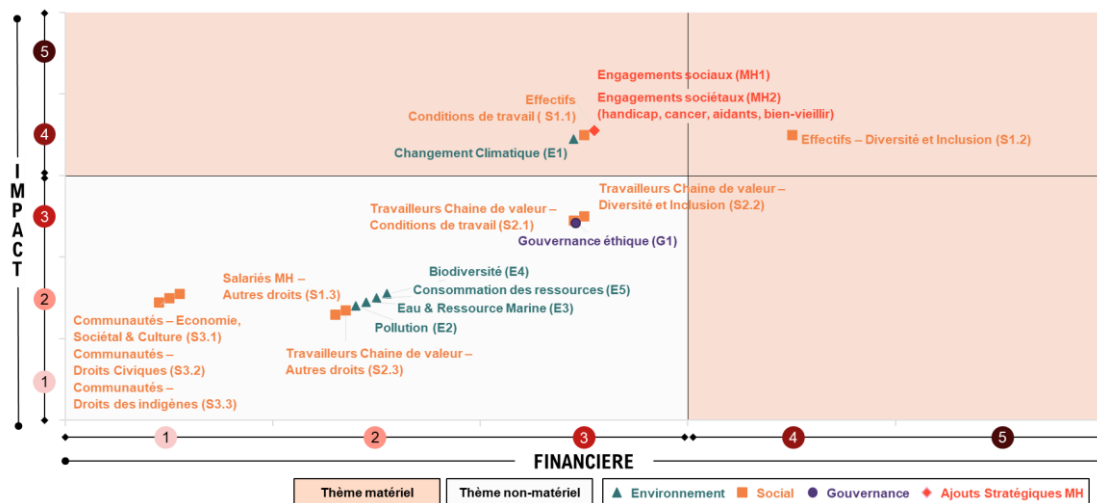 IMPACT
5
4
3
2
1
Engagements sociaux (MH1)
Engagements sociétaux (MH2)
(handicap, cancer, aidants, bien-vieillir)
Effectifs
Conditions de travail ( S1.1)
Changement Climatique (E1)
Effectifs – Diversité et Inclusion (S1.2)
Travailleurs Chaine de valeur –
Diversité et Inclusion (S2.2)
Travailleurs Chaine de valeur –
Conditions de travail (S2.1)
Gouvernance éthique (G1)
Biodiversité (E4)
Consommation des ressources (E5)
Eau & Ressource Marine (E3)
Pollution (E2)
Salariés MH –
Autres droits (S1.3)
Communautés – Economie,
Sociétal & Culture (S3.1)
Communautés –
Droits Civiques (S3.2)
Communautés –
Droits des indigènes (S3.3)
Travailleurs Chaine de valeur –
Autres droits (S2.3)
1
2
3
4
5
FINANCIERE
Thème matériel
Thème non-matériel
Environnement
Social
Gouvernance
Ajouts Stratégiques MH